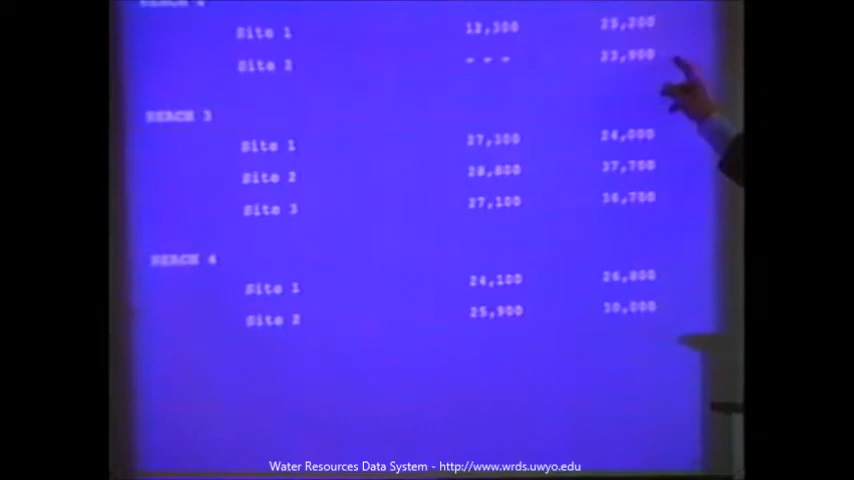 Site 1 12,300 25,200
Site 2 - - - 23,900
REACH 3
Site 1 27,300 24,000
Site 2 28,800 37,700
Site 3 27,100 36,700
REACH 4
Site 1 24,100 26,800
Site 2 25,900 30,000
Water Resources Data System - http://www.wrds.uwyo.edu